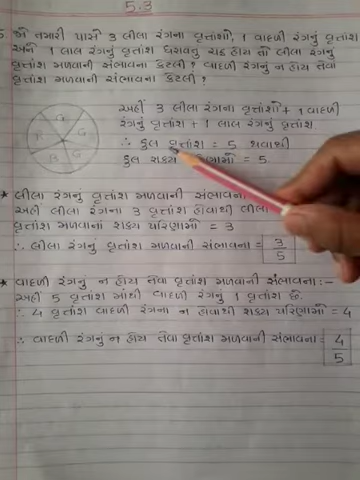 5.3
જો તમારી પાસે 3 લીલા રંગના વૃત્તાંશો, 1 વાદળી રંગનું વૃત્તાંશ
અને 1 લાલ રંગનું વૃત્તાંશ ધરાવતુ ચક્ર હોય તો લીલા રંગનુ
વૃત્તાંશ મળવાની સંભાવના કેટલી ? વાદળી રંગનુ ન હોય તેવા
વૃત્તાંશ મળવાની સંભાવના કેટલી ?
G
G
R
G
B
અહીં 3 લીલા રંગના વૃત્તાંશો + 1 વાદળી
રંગનું વૃત્તાંશ + 1 લાલ રંગનું વૃત્તાંશ
∴ કુલ વૃત્તાંશ = 5 થવાથી
કુલ શક્ય = 5
★ લીલા રંગનું વૃત્તાંશ મળવાની સંભાવના
અહીં લીલા રંગના 3 વૃત્તાંશ હોવાથી લીલા
વૃત્તાંશ મળવાનાં શક્ય પરિણામો = 3
∴ લીલા રંગનું વૃત્તાંશ મળવાની સંભાવના = 3/5
★ વાદળી રંગનું ન હોય તેવા વૃત્તાંશ મળવાની સંભાવના :-
અહીં 5 વૃત્તાંશ માંથી વાદળી રંગનું 1 વૃત્તાંશ છે.
∴ 4 વૃત્તાંશ વાદળી રંગના ન હોવાથી શક્ય પરિણામો = 4
∴ વાદળી રંગનું ન હોય તેવા વૃત્તાંશ મળવાની સંભાવના = 4/5